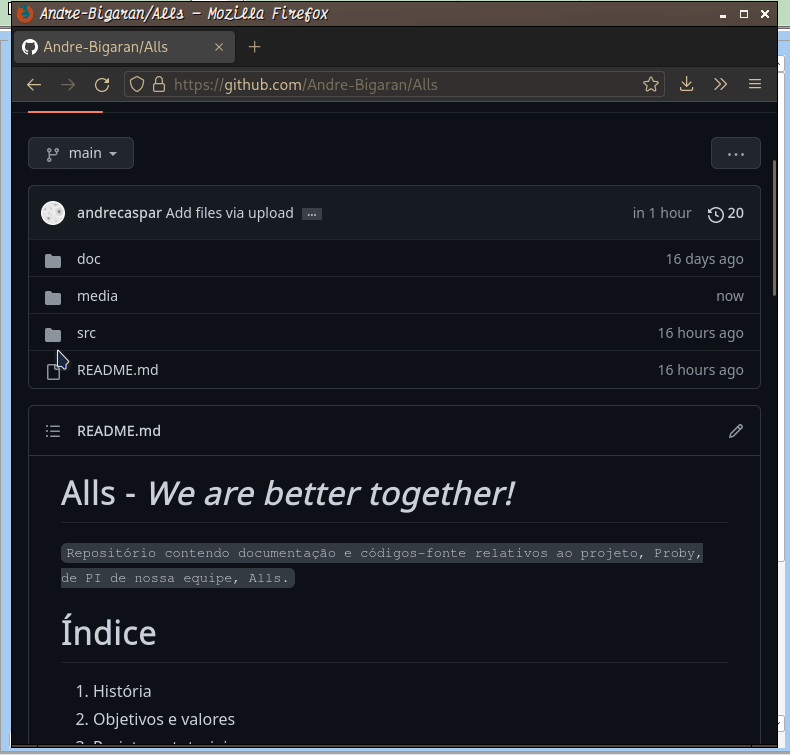 Andre-Bigaran/Alls — Mozilla Firefox
Andre-Bigaran/Alls
https://github.com/Andre-Bigaran/Alls
main
andrecaspar Add files via upload ... in 1 hour 20
doc 16 days ago
media now
src 16 hours ago
README.md 16 hours ago
README.md
Alls - We are better together!
Repositório contendo documentação e códigos-fonte relativos ao projeto, Proby,
de PI de nossa equipe, Alls.
Índice
1. História
2. Objetivos e valores